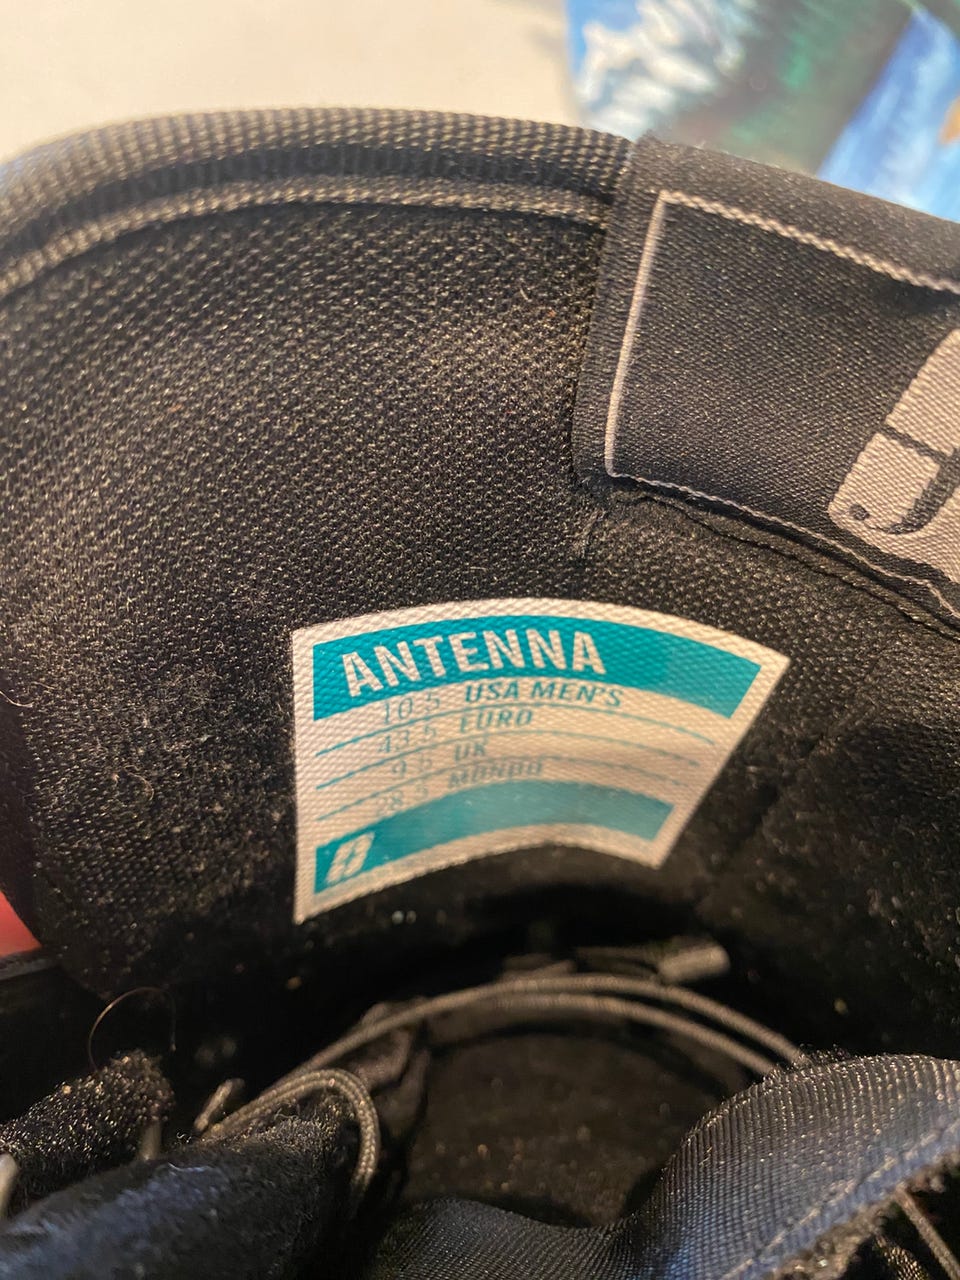 ANTENNA
10.5 USA MEN'S
43.5 EURO
9.5 UK
28.5 MONDO